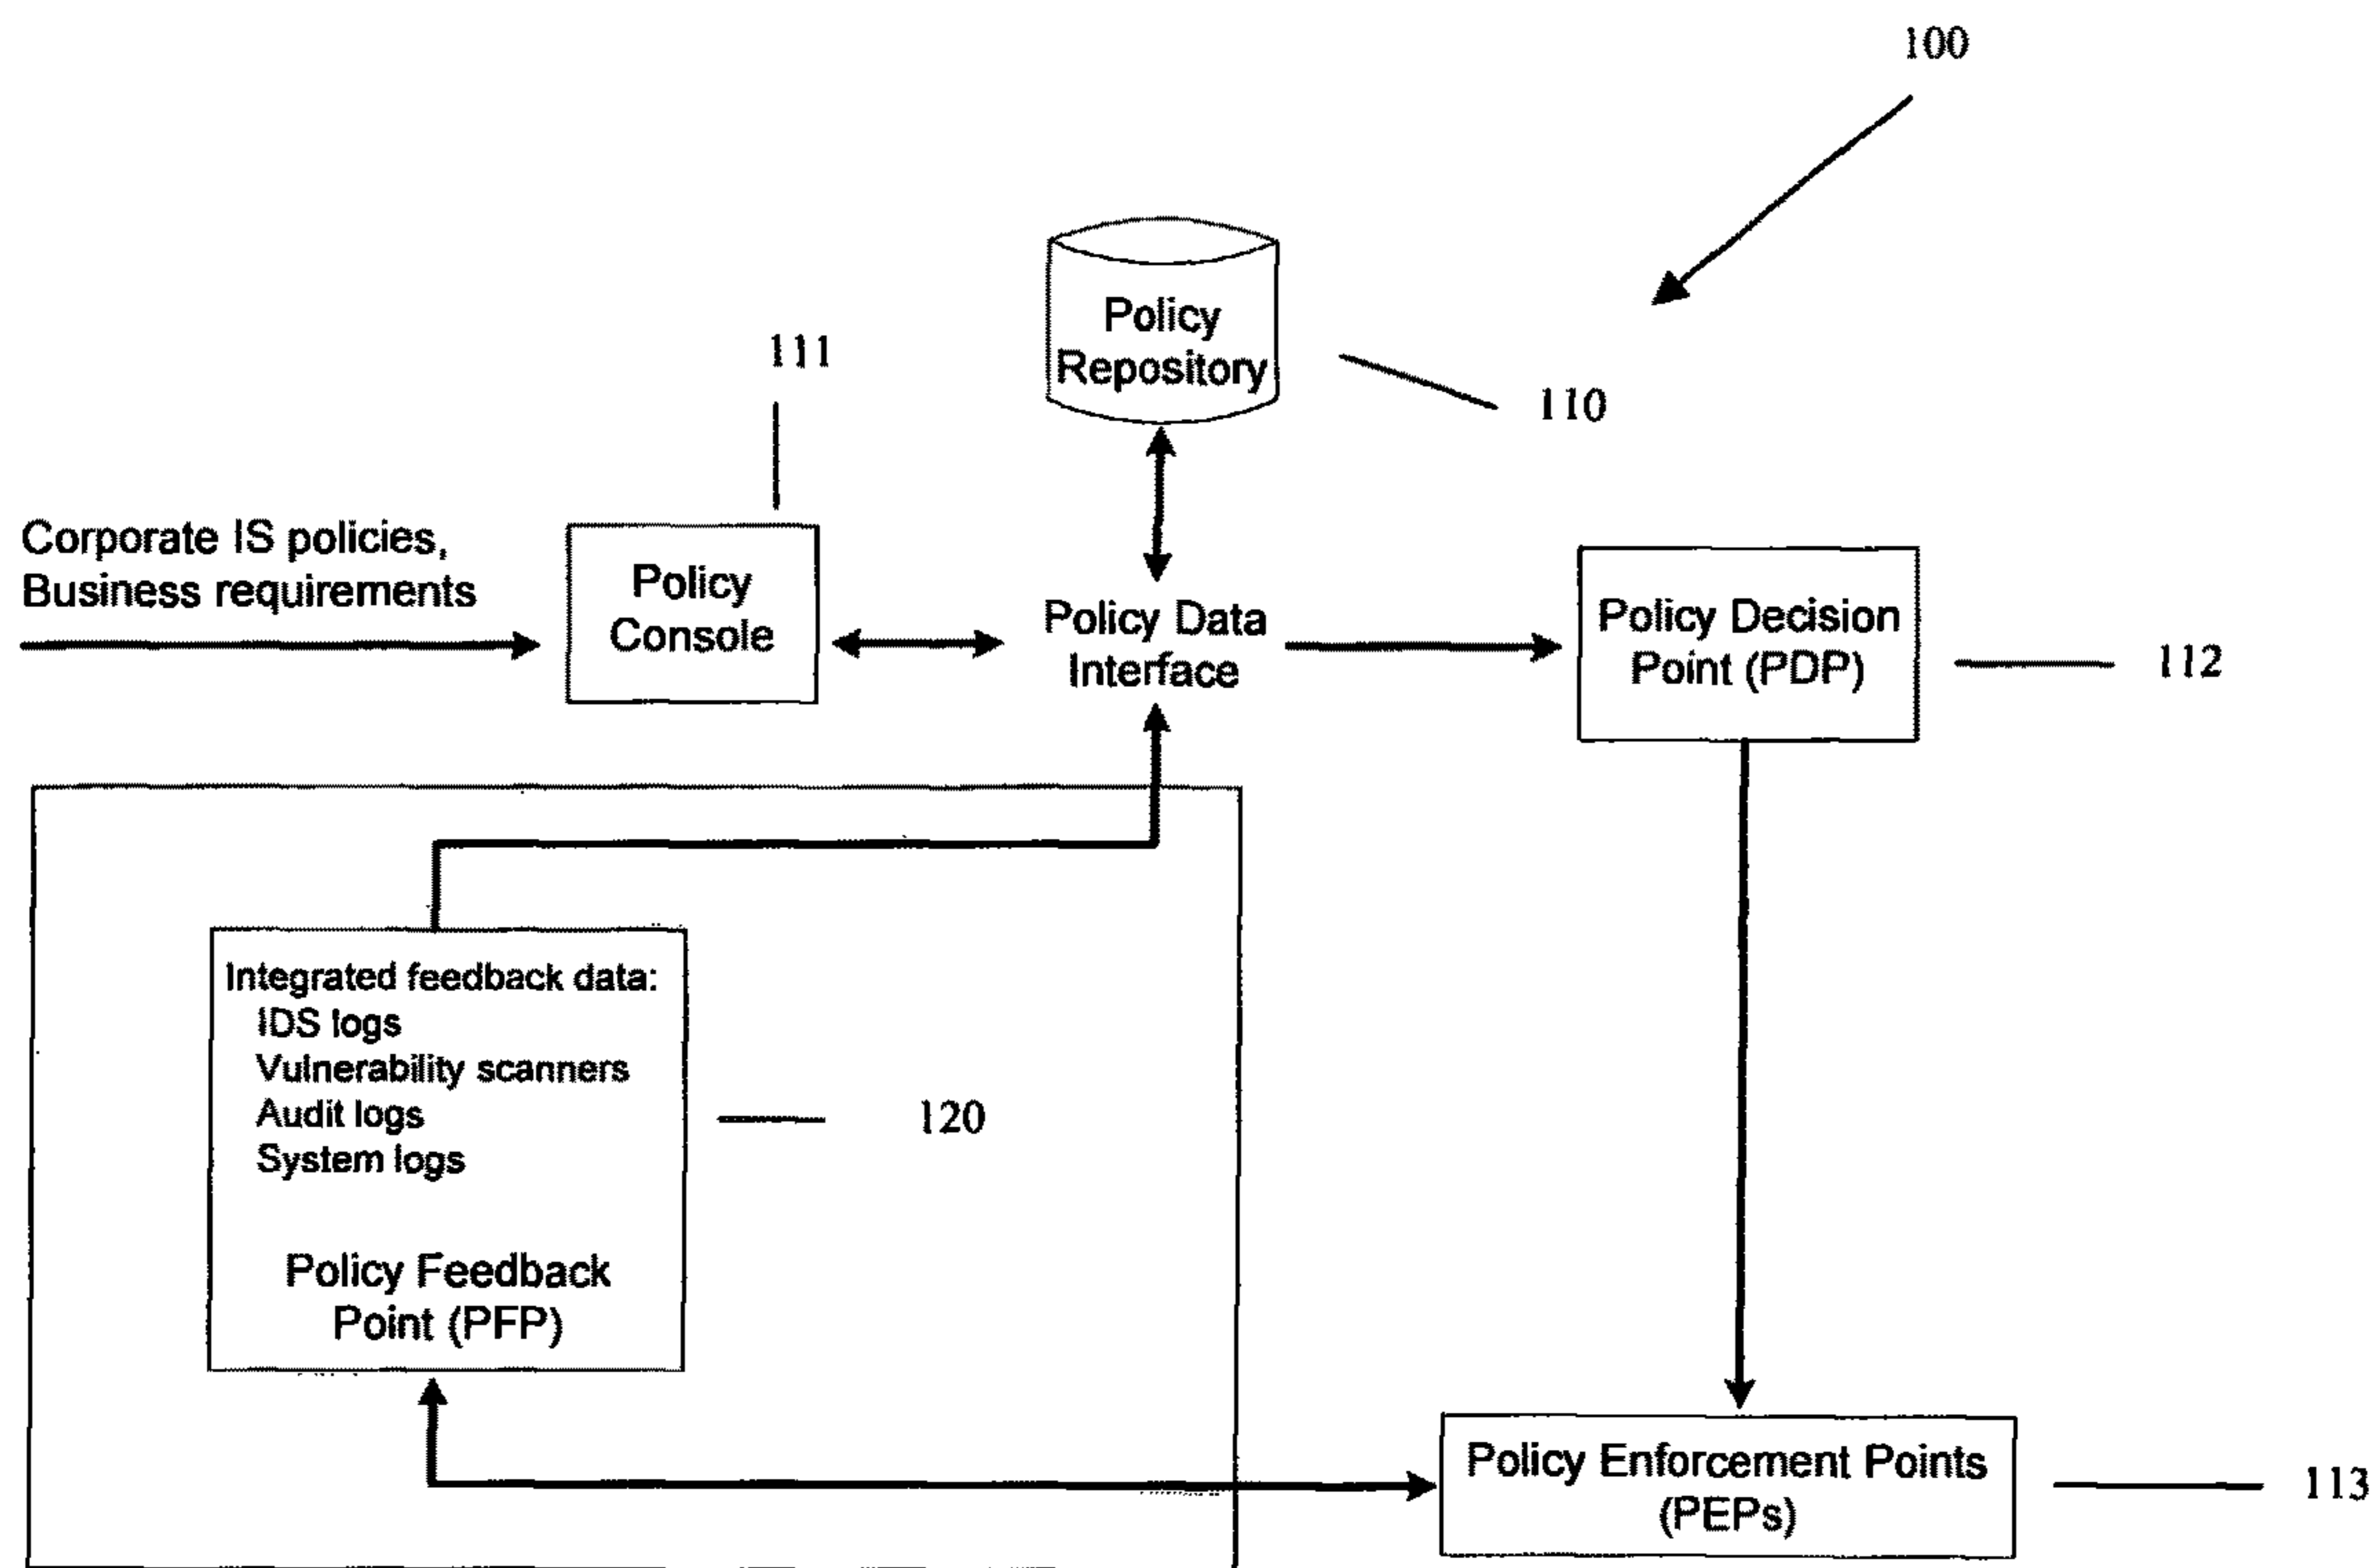 100
Policy
Repository
110
111
Corporate IS policies,
Business requirements
Policy
Console
Policy Data
Interface
Policy Decision
Point (PDP)
112
Integrated feedback data:
IDS logs
Vulnerability scanners
Audit logs
System logs
Policy Feedback
Point (PFP)
120
Policy Enforcement Points
(PEPs)
113